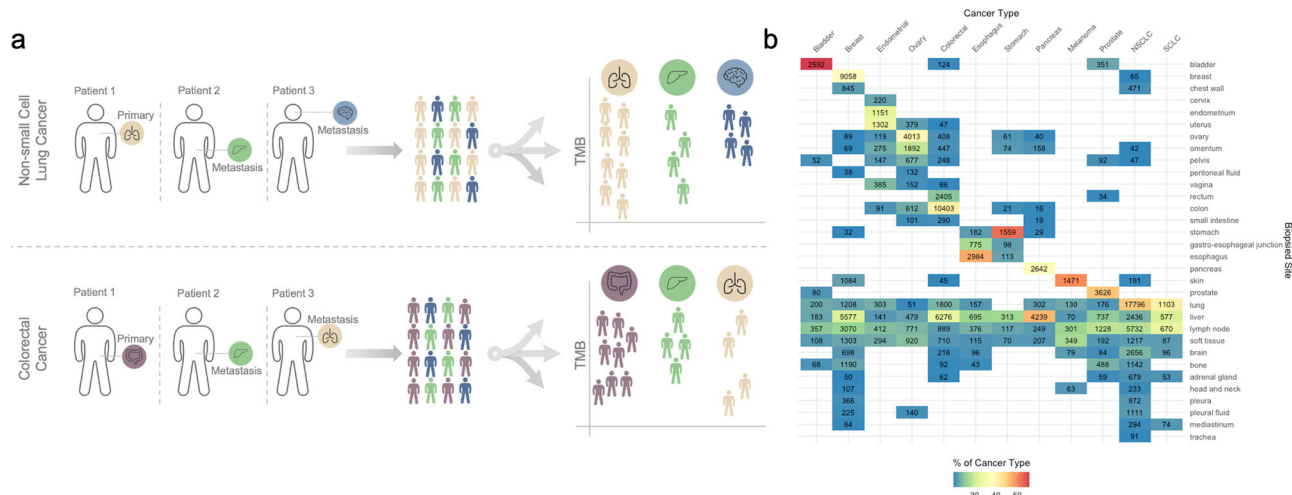 a
Non-small Cell
Lung Cancer
Patient 1
Primary
Patient 2
Metastasis
Patient 3
Metastasis
TMB
Colorectal
Cancer
Patient 1
Primary
Patient 2
Metastasis
Patient 3
Metastasis
TMB
b
Cancer Type
Bladder Breast Endometrial Ovary Colorectal Esophagus Stomach Pancreas Melanoma Prostate NSCLC SCLC
2592 124 351 bladder
9058 65 breast
845 471 chest wall
220 cervix
1151 endometrium
1302 379 47 uterus
89 119 4013 408 61 40 ovary
69 275 1892 447 74 158 42 omentum
52 147 677 248 92 47 pelvis
38 132 peritoneal fluid
385 152 66 vagina
2405 34 rectum
91 612 10403 21 16 colon
101 290 19 small intestine
32 182 1559 29 stomach
775 98 gastro-esophageal junction
2984 113 esophagus
2642 pancreas
1084 45 1471 191 skin
80 3626 prostate
200 1208 303 51 1800 157 302 130 176 17796 1103 lung
183 5577 141 479 6276 695 313 4239 70 737 2436 577 liver
357 3070 412 771 889 376 117 249 301 1228 5732 670 lymph node
108 1303 294 920 710 115 70 207 349 192 1217 87 soft tissue
698 218 96 79 84 2656 96 brain
68 1190 92 43 488 1142 bone
50 62 59 679 53 adrenal gland
107 63 233 head and neck
366 972 pleura
225 140 1111 pleural fluid
84 294 74 mediastinum
91 trachea
Biopsied Site
% of Cancer Type
20 40 60